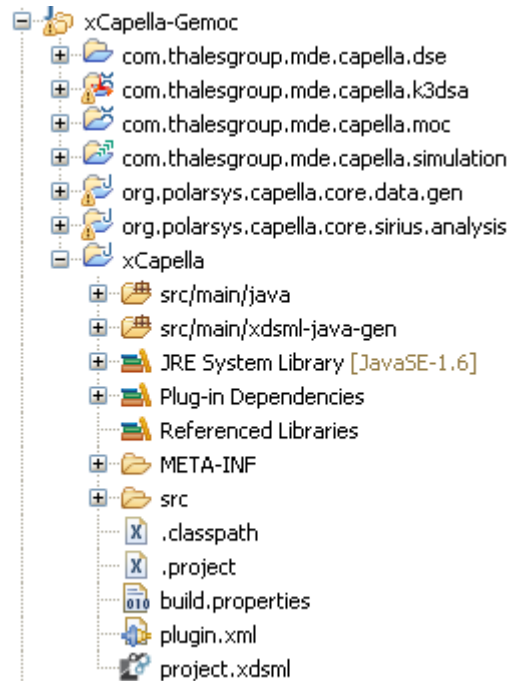 xCapella-Gemoc
com.thalesgroup.mde.capella.dse
com.thalesgroup.mde.capella.k3dsa
com.thalesgroup.mde.capella.moc
com.thalesgroup.mde.capella.simulation
org.polarsys.capella.core.data.gen
org.polarsys.capella.core.sirius.analysis
xCapella
src/main/java
src/main/xdsml-java-gen
JRE System Library [JavaSE-1.6]
Plug-in Dependencies
Referenced Libraries
META-INF
src
.classpath
.project
build.properties
plugin.xml
project.xdsml